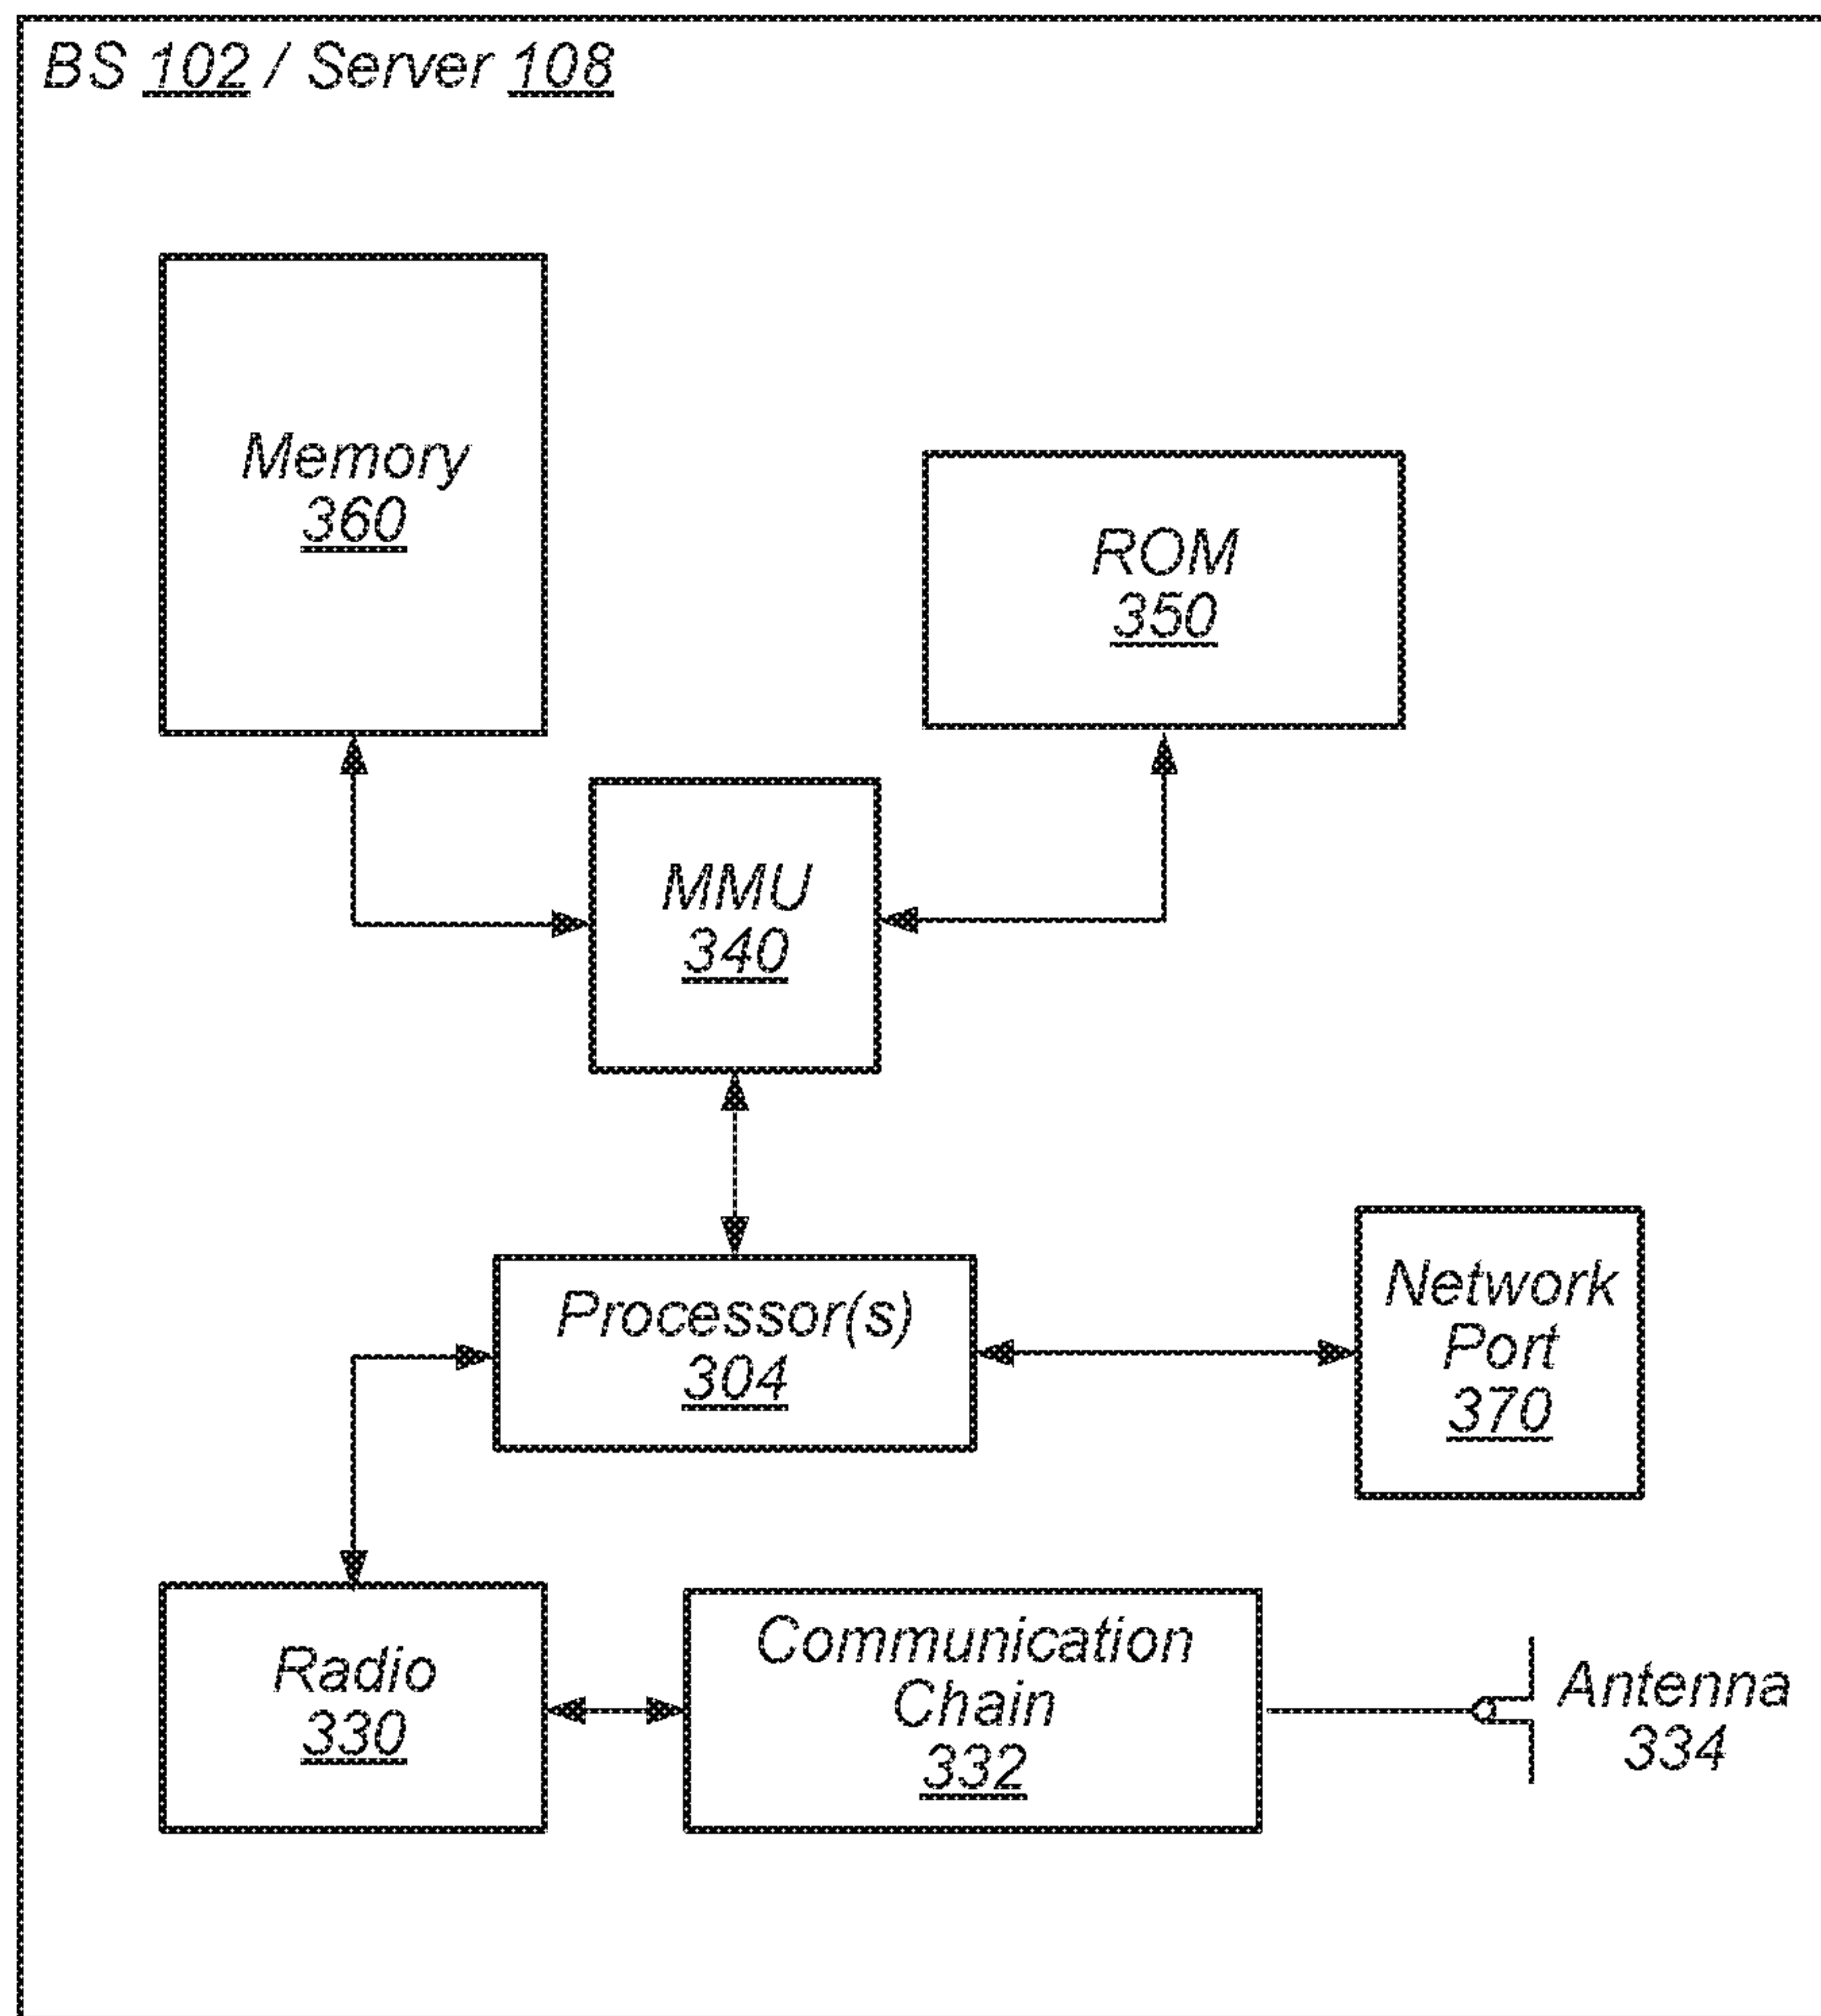 BS 102 / Server 108
Memory
360
ROM
350
MMU
340
Processor(s)
304
Network
Port
370
Radio
330
Communication
Chain
332
Antenna
334